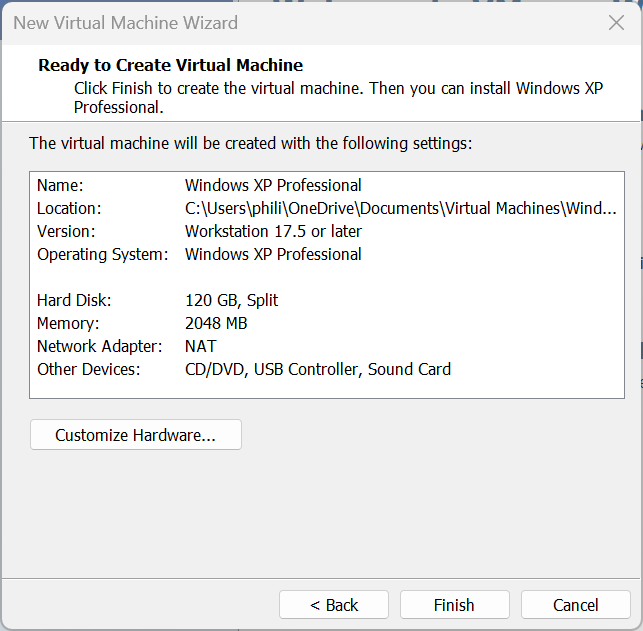 New Virtual Machine Wizard
Ready to Create Virtual Machine
Click Finish to create the virtual machine. Then you can install Windows XP
Professional.
The virtual machine will be created with the following settings:
Name: Windows XP Professional
Location: C:\Users\phili\OneDrive\Documents\Virtual Machines\Wind...
Version: Workstation 17.5 or later
Operating System: Windows XP Professional
Hard Disk: 120 GB, Split
Memory: 2048 MB
Network Adapter: NAT
Other Devices: CD/DVD, USB Controller, Sound Card
Customize Hardware...
< Back Finish Cancel